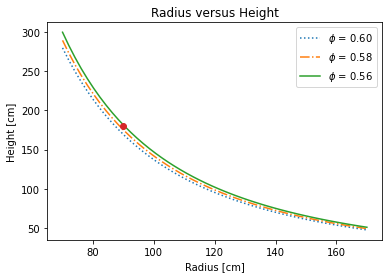 Radius versus Height
ϕ = 0.60
ϕ = 0.58
ϕ = 0.56
300
250
200
150
100
50
Height [cm]
80 100 120 140 160
Radius [cm]